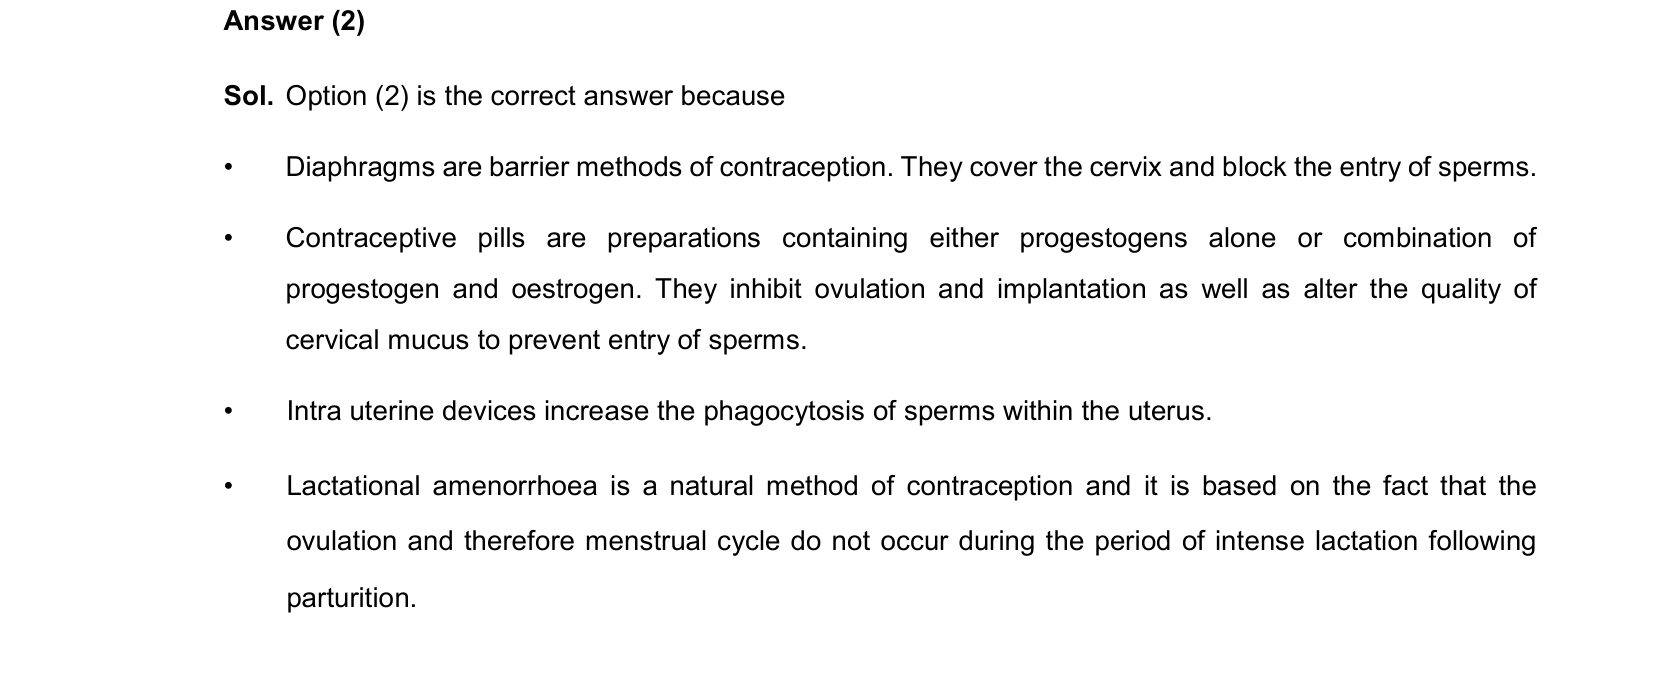 Answer (2)
Sol. Option (2) is the correct answer because
• Diaphragms are barrier methods of contraception. They cover the cervix and block the entry of sperms.
• Contraceptive pills are preparations containing either progestogens alone or combination of
progestogen and oestrogen. They inhibit ovulation and implantation as well as alter the quality of
cervical mucus to prevent entry of sperms.
• Intra uterine devices increase the phagocytosis of sperms within the uterus.
• Lactational amenorrhoea is a natural method of contraception and it is based on the fact that the
ovulation and therefore menstrual cycle do not occur during the period of intense lactation following
parturition.